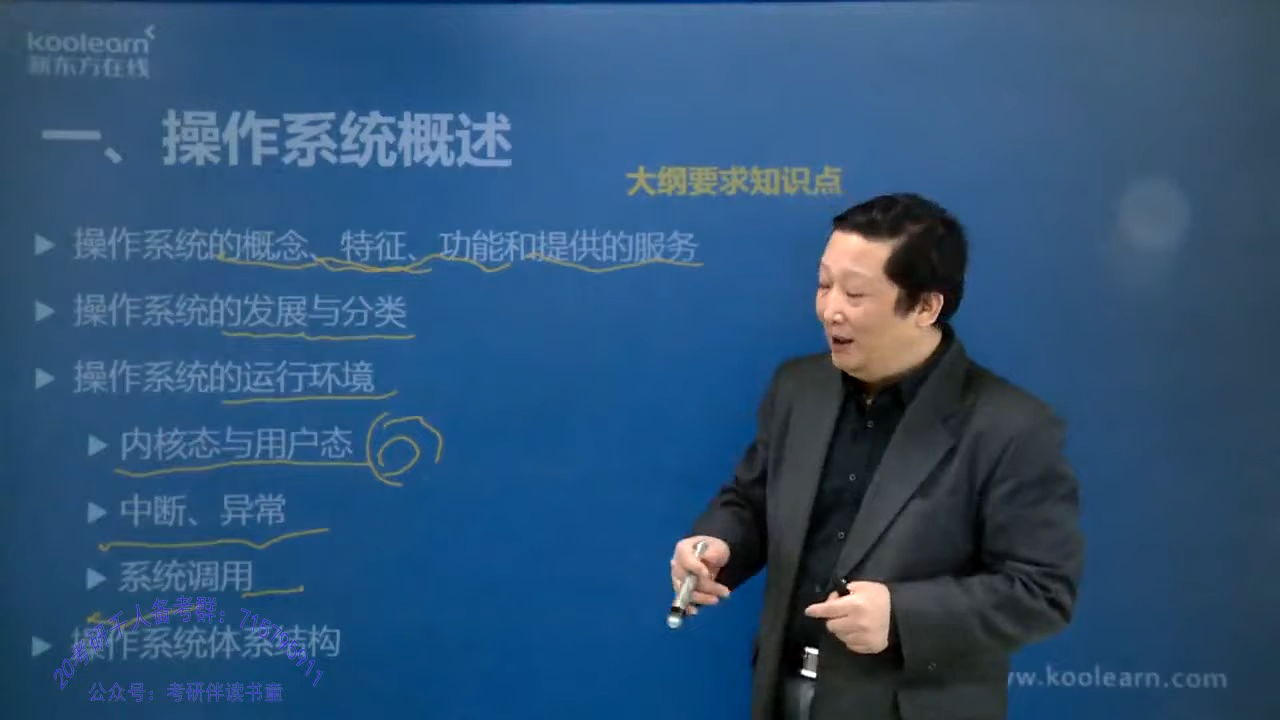 koolearn
新东方在线
一、操作系统概述
大纲要求知识点
操作系统的概念、特征、功能和提供的服务
操作系统的发展与分类
操作系统的运行环境
内核态与用户态
中断、异常
系统调用
操作系统体系结构
公众号：考研伴读书童
www.koolearn.com